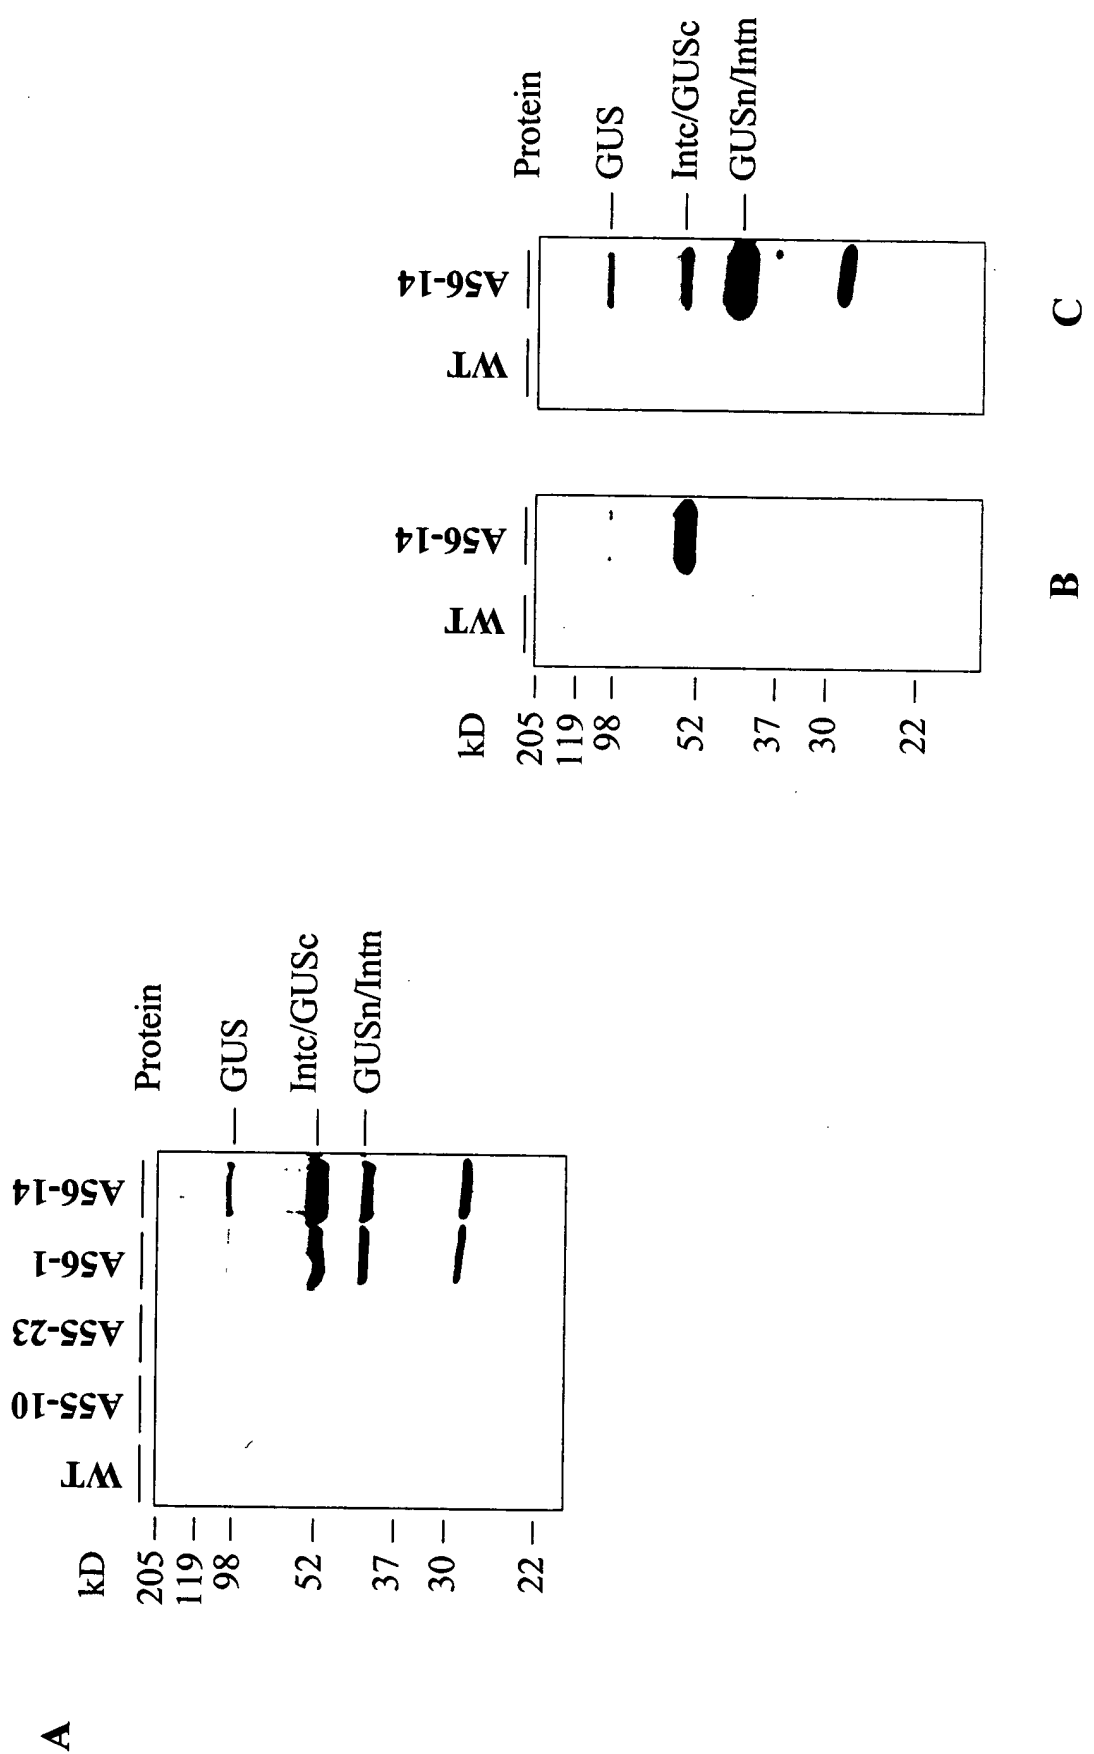 A
WT
A55-10
A55-23
A56-1
A56-14
kD
Protein
205
119
98
52
37
30
22
GUS
Intc/GUSc
GUSn/Intn
WT
A56-14
WT
A56-14
kD
Protein
205
119
98
52
37
30
22
GUS
Intc/GUSc
GUSn/Intn
B
C